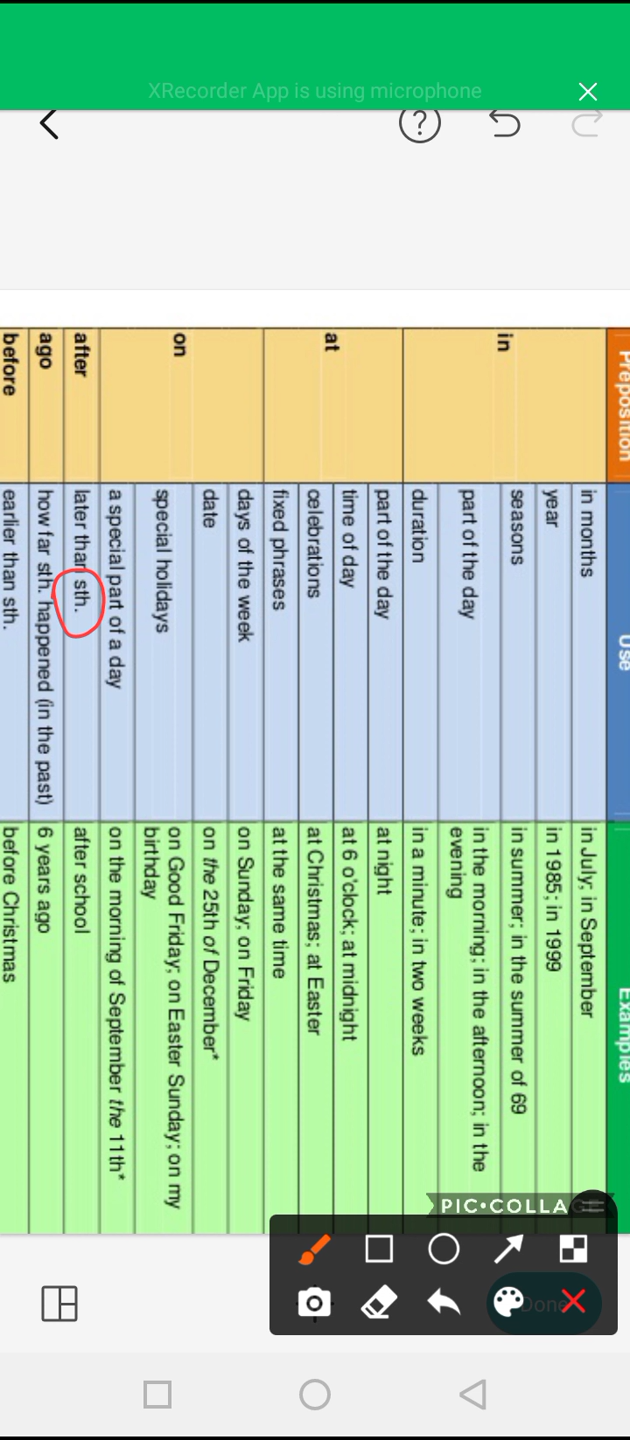 XRecorder App is using microphone
Preposition Use Examples
in in months in July; in September
year in 1985; in 1999
seasons in summer; in the summer of 69
part of the day in the morning; in the afternoon; in the
evening
duration in a minute; in two weeks
at part of the day at night
time of day at 6 o'clock; at midnight
celebrations at Christmas; at Easter
fixed phrases at the same time
on days of the week on Sunday; on Friday
date on the 25th of December*
special holidays on Good Friday; on Easter Sunday; on my
birthday
a special part of a day on the morning of September the 11th*
after later than sth. after school
ago how far sth. happened (in the past) 6 years ago
before earlier than sth. before Christmas
PIC•COLLAGE
Done